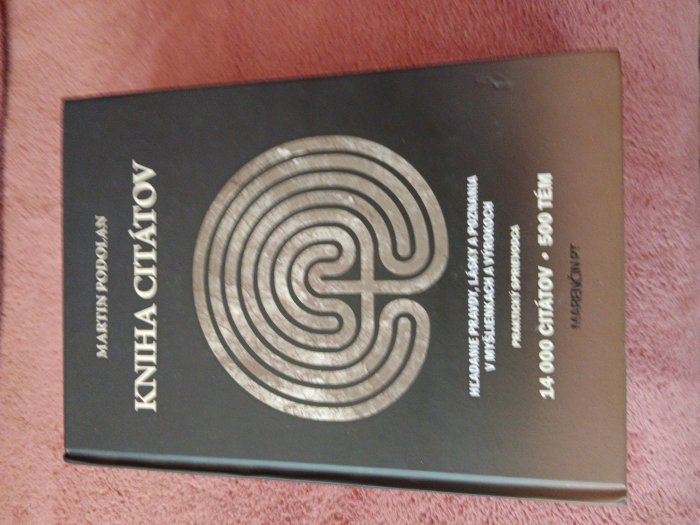 MARTIN PODOLAN
KNIHA CITÁTOV
HĽADANIE PRAVDY, LÁSKY A POZNANIA
V MYŠLIENKACH A VÝROKOCH
PRAKTICKÝ SPRIEVODCA
14 000 CITÁTOV • 500 TÉM
MARENČIN PT